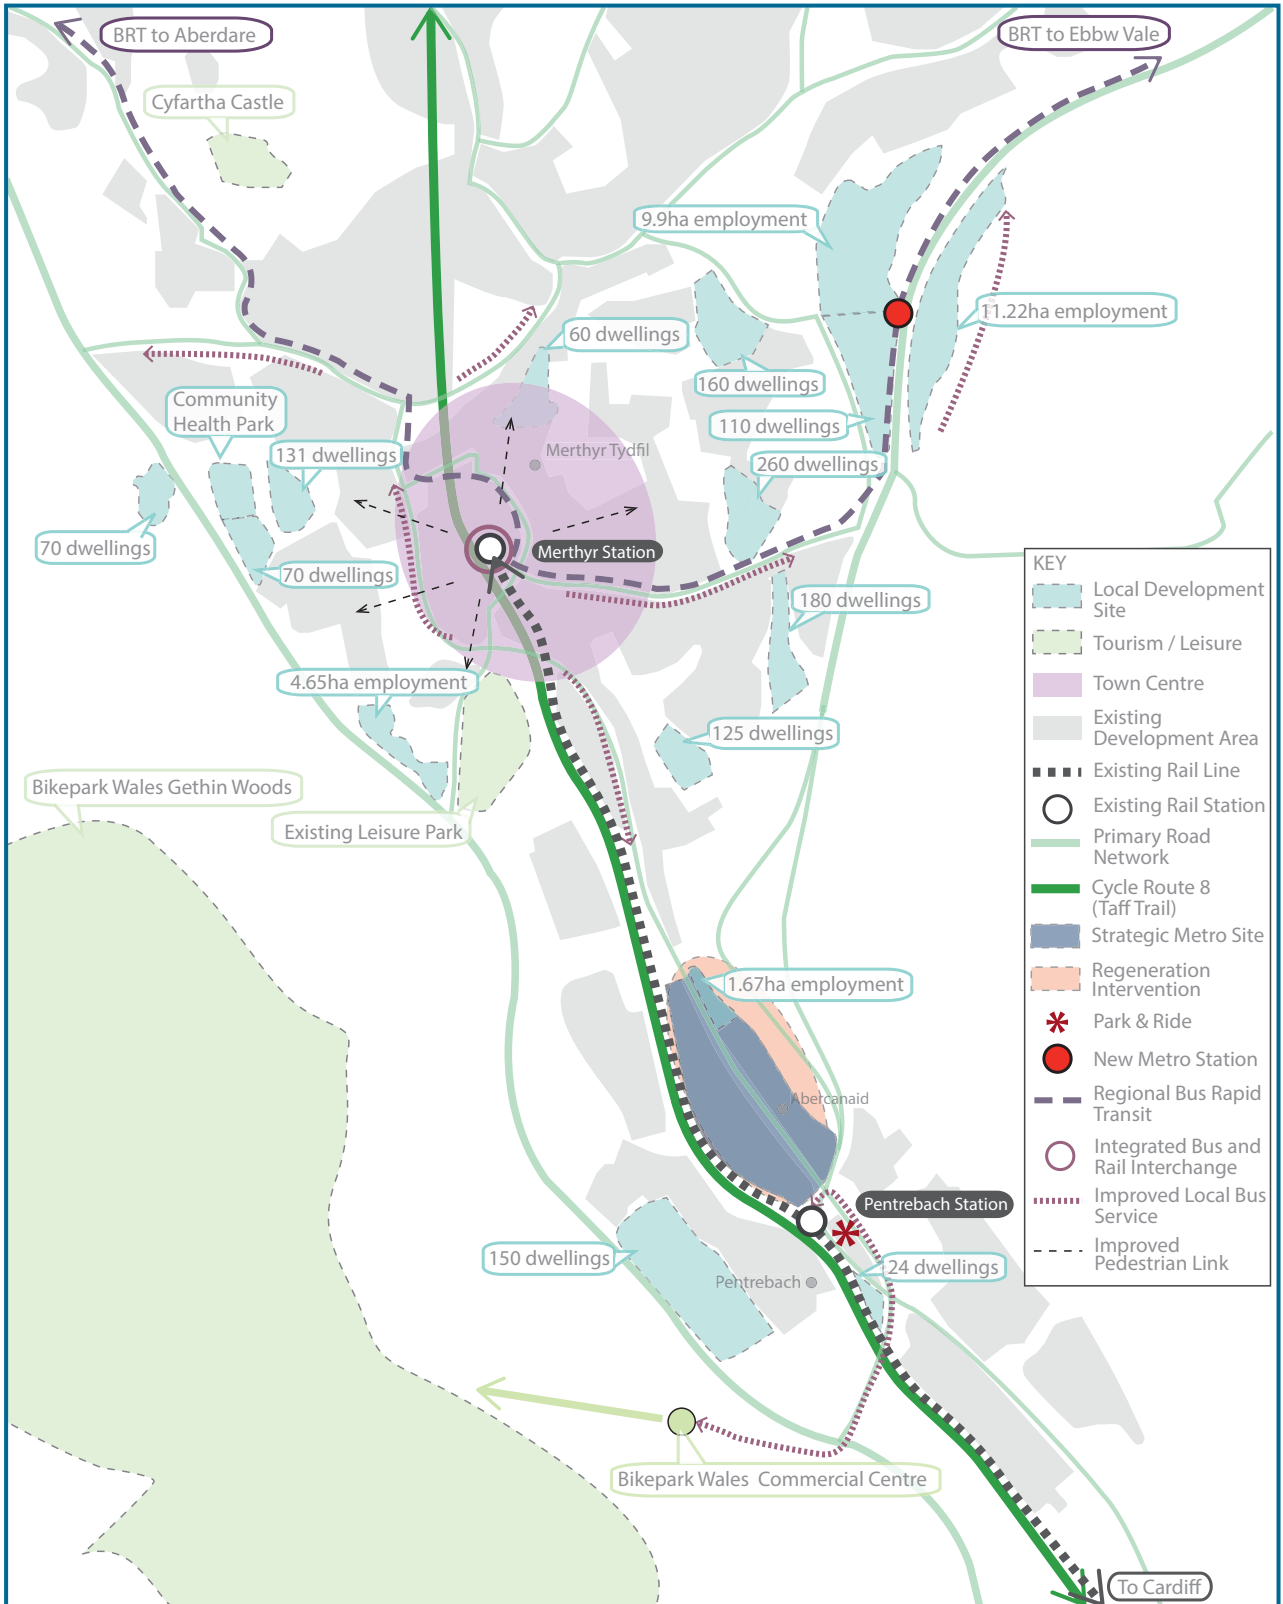 BRT to Aberdare
BRT to Ebbw Vale
Cyfartha Castle
9.9ha employment
11.22ha employment
60 dwellings
160 dwellings
Community
Health Park
110 dwellings
131 dwellings
Merthyr Tydfil
260 dwellings
70 dwellings
Merthyr Station
70 dwellings
180 dwellings
4.65ha employment
125 dwellings
Bikepark Wales Gethin Woods
Existing Leisure Park
1.67ha employment
Abercanaid
Pentrebach Station
150 dwellings
24 dwellings
Pentrebach
Bikepark Wales Commercial Centre
To Cardiff
KEY
Local Development
Site
Tourism / Leisure
Town Centre
Existing
Development Area
Existing Rail Line
Existing Rail Station
Primary Road
Network
Cycle Route 8
(Taff Trail)
Strategic Metro Site
Regeneration
Intervention
Park & Ride
New Metro Station
Regional Bus Rapid
Transit
Integrated Bus and
Rail Interchange
Improved Local Bus
Service
Improved
Pedestrian Link